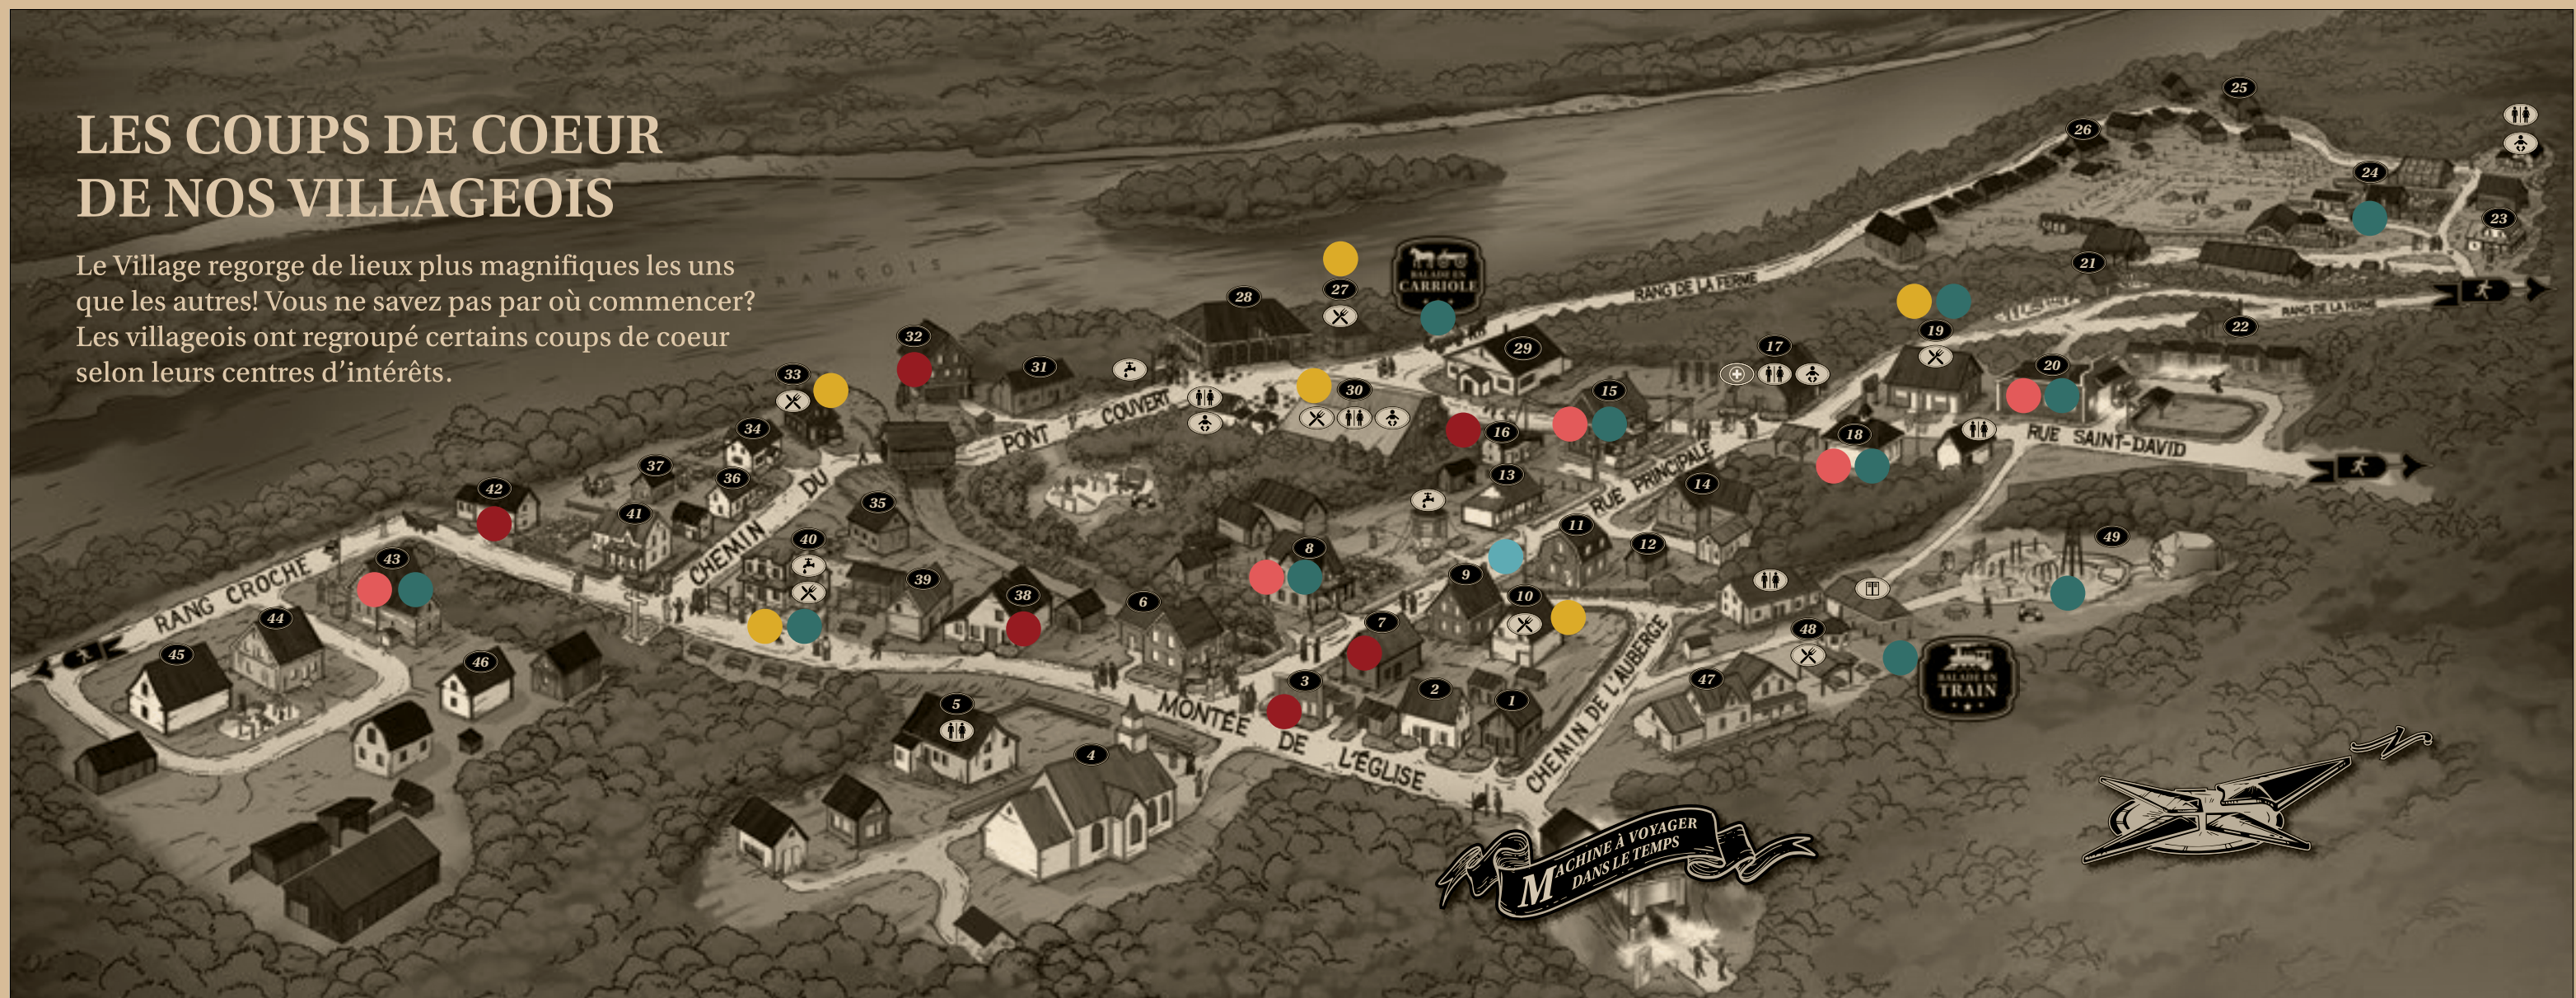 LES COUPS DE COEUR
DE NOS VILLAGEOIS
Le Village regorge de lieux plus magnifiques les uns
que les autres! Vous ne savez pas par où commencer?
Les villageois ont regroupé certains coups de coeur
selon leurs centres d'intérêts.
25
26
24
23
21
22
FRANÇOIS
27
28
BALADE EN
CARRIOLE
RANG DE LA FERME
RANG DE LA FERME
19
32
33
31
29
17
20
30
15
PONT COUVERT
34
16
18
RUE SAINT-DAVID
37
36
42
13
14
RUE PRINCIPALE
35
41
CHEMIN DU
40
11
12
49
43
8
RANG CROCHE
39
38
9
10
6
44
7
48
45
46
3
2
1
47
BALADE EN
TRAIN
5
MONTÉE DE L'ÉGLISE
CHEMIN DE L'AUBERGE
4
N
MACHINE À VOYAGER
DANS LE TEMPS